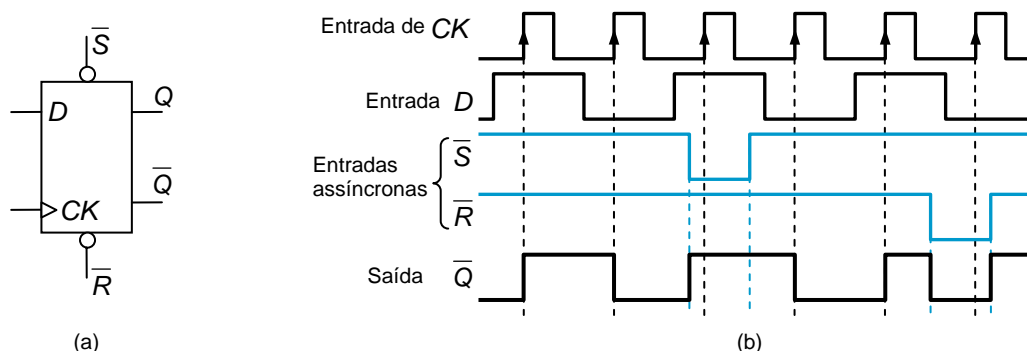 S̅
D
Q
Q̅
CK
R̅
(a)
Entrada de CK
Entrada D
Entradas
assíncronas
S̅
R̅
Saída Q̅
(b)